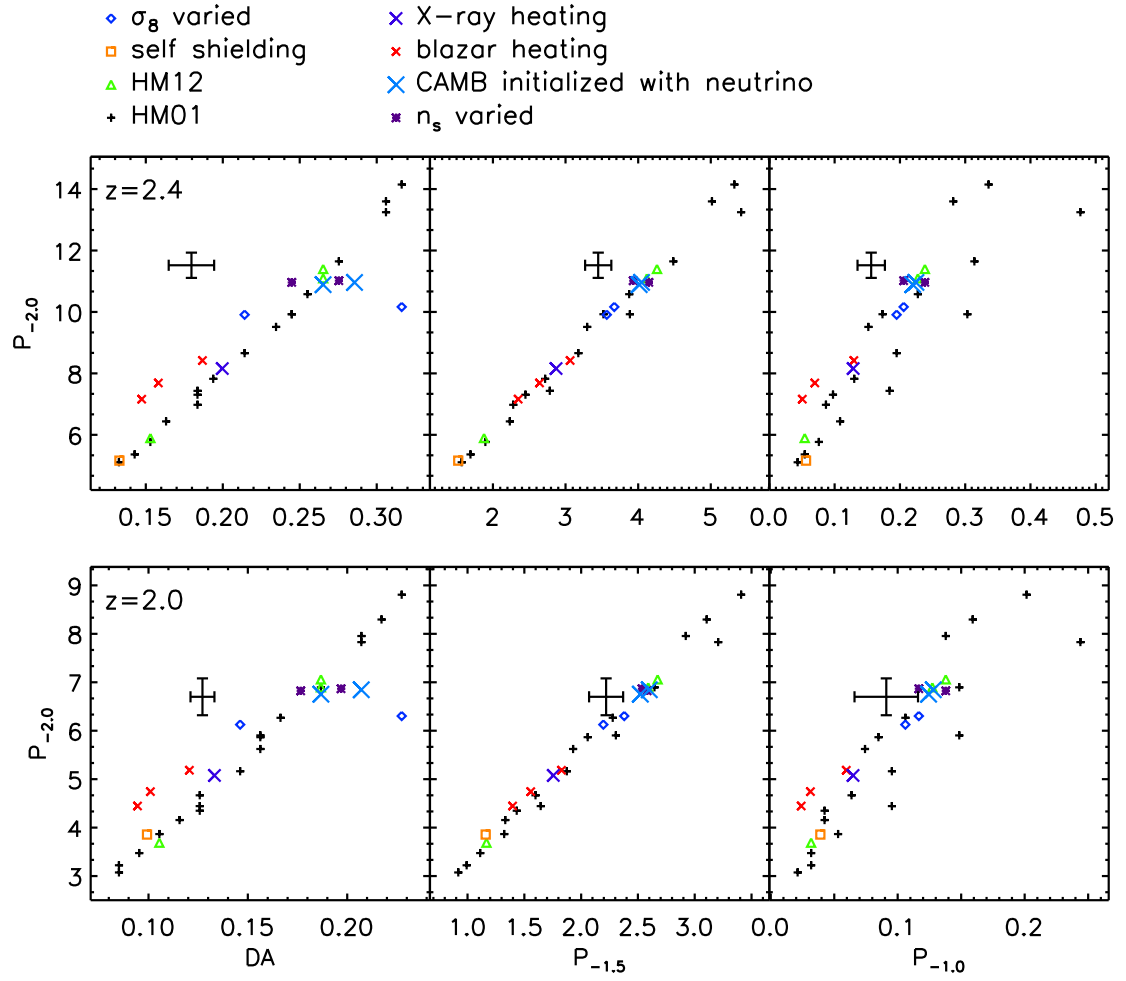 σ₈ varied
self shielding
HM12
HM01
X-ray heating
blazar heating
CAMB initialized with neutrino
nₛ varied
z=2.4
P₋₂.₀
14
12
10
8
6
0.15 0.20 0.25 0.30
2 3 4 5
0.0 0.1 0.2 0.3 0.4 0.5
z=2.0
P₋₂.₀
9
8
7
6
5
4
3
0.10 0.15 0.20
1.0 1.5 2.0 2.5 3.0
0.0 0.1 0.2
DA
P₋₁.₅
P₋₁.₀